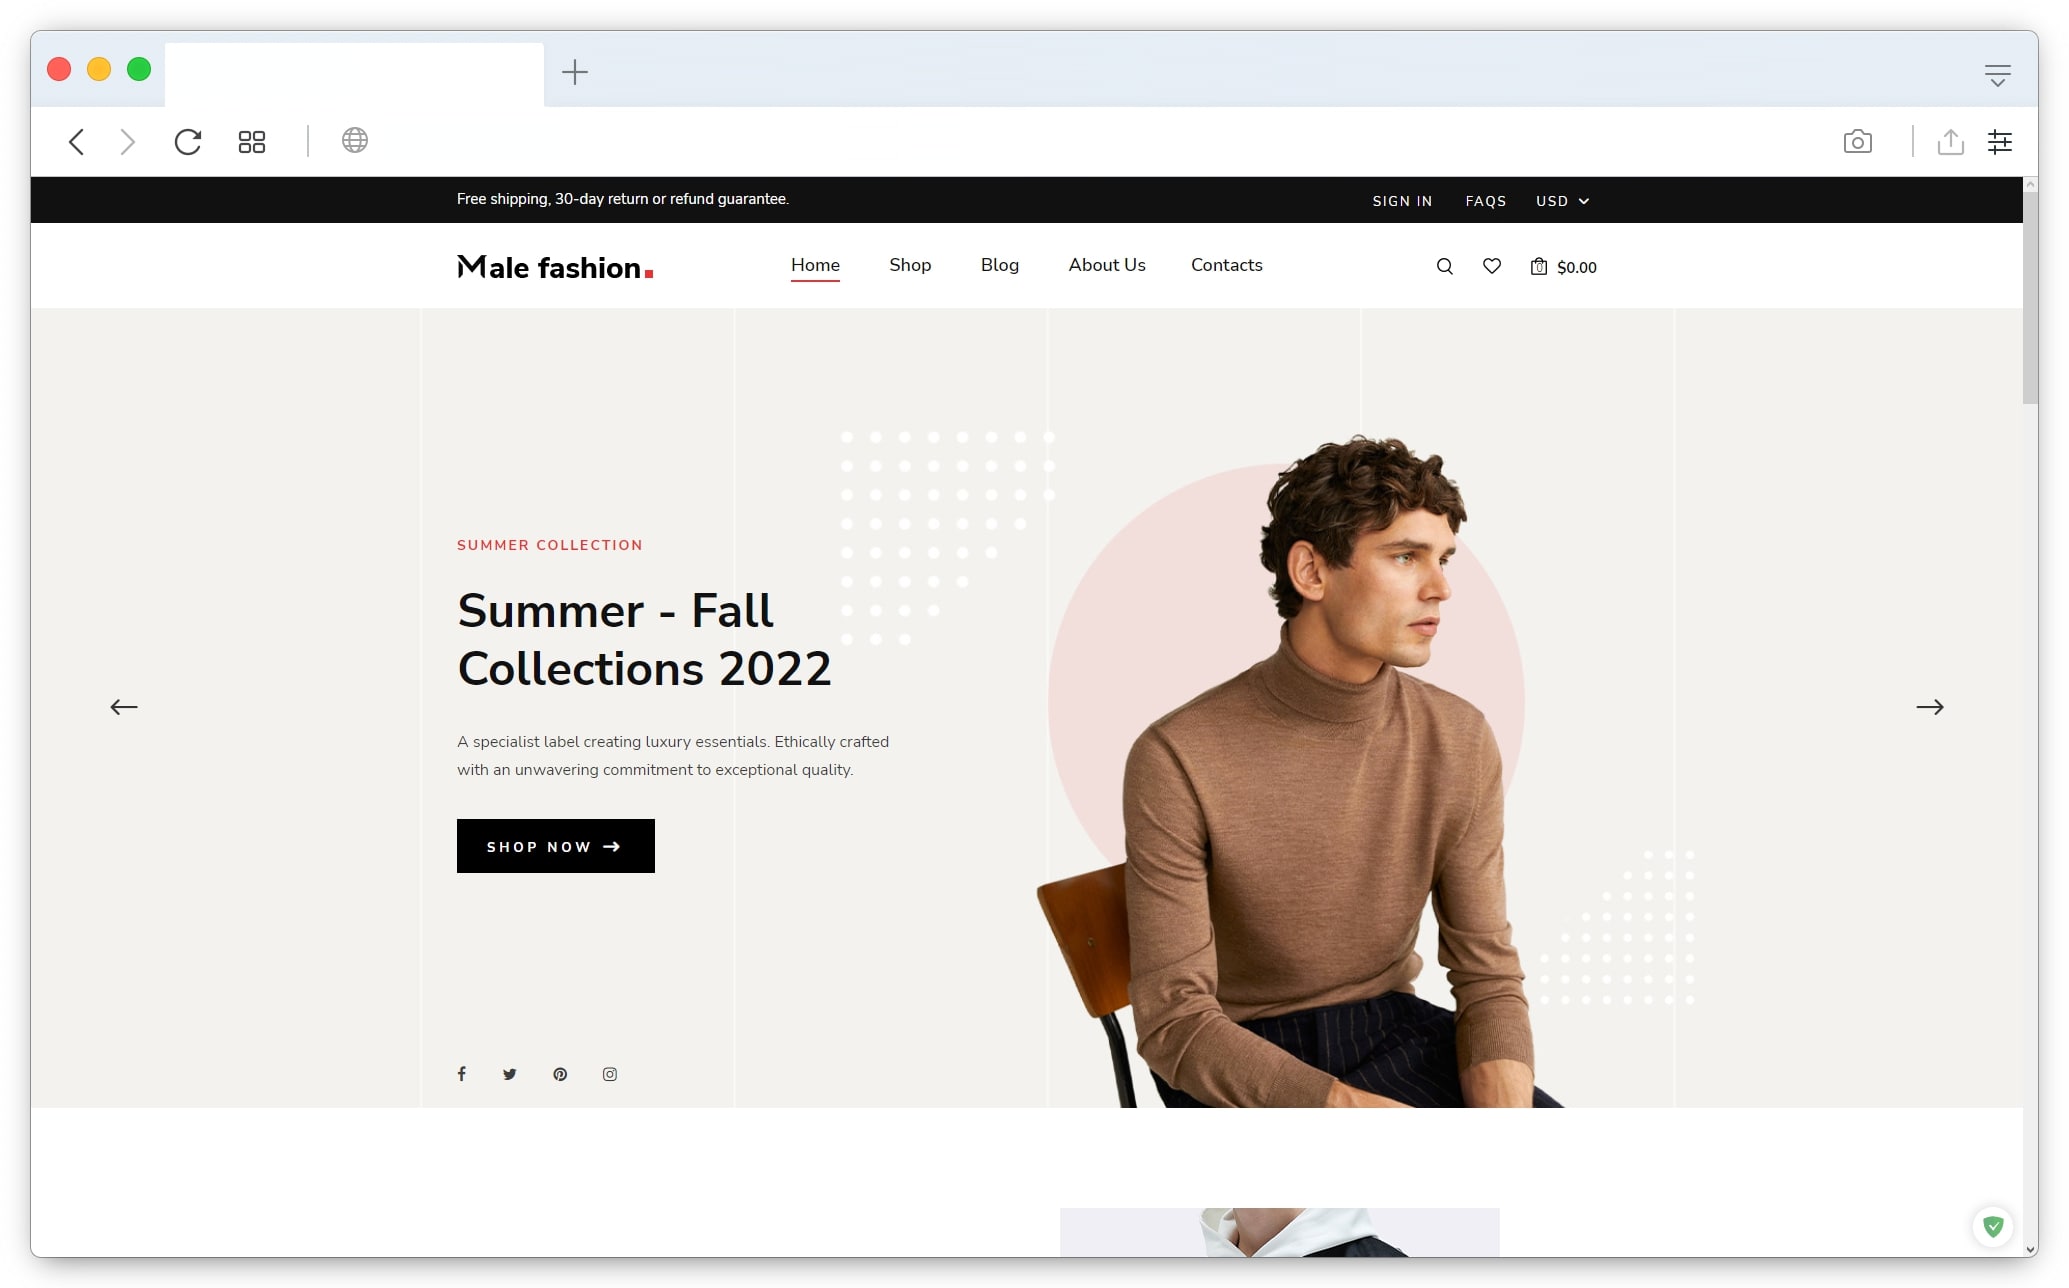 Free shipping, 30-day return or refund guarantee.
SIGN IN FAQS USD
Male fashion.
Home Shop Blog About Us Contacts
0 $0.00
SUMMER COLLECTION
Summer - Fall
Collections 2022
A specialist label creating luxury essentials. Ethically crafted
with an unwavering commitment to exceptional quality.
SHOP NOW